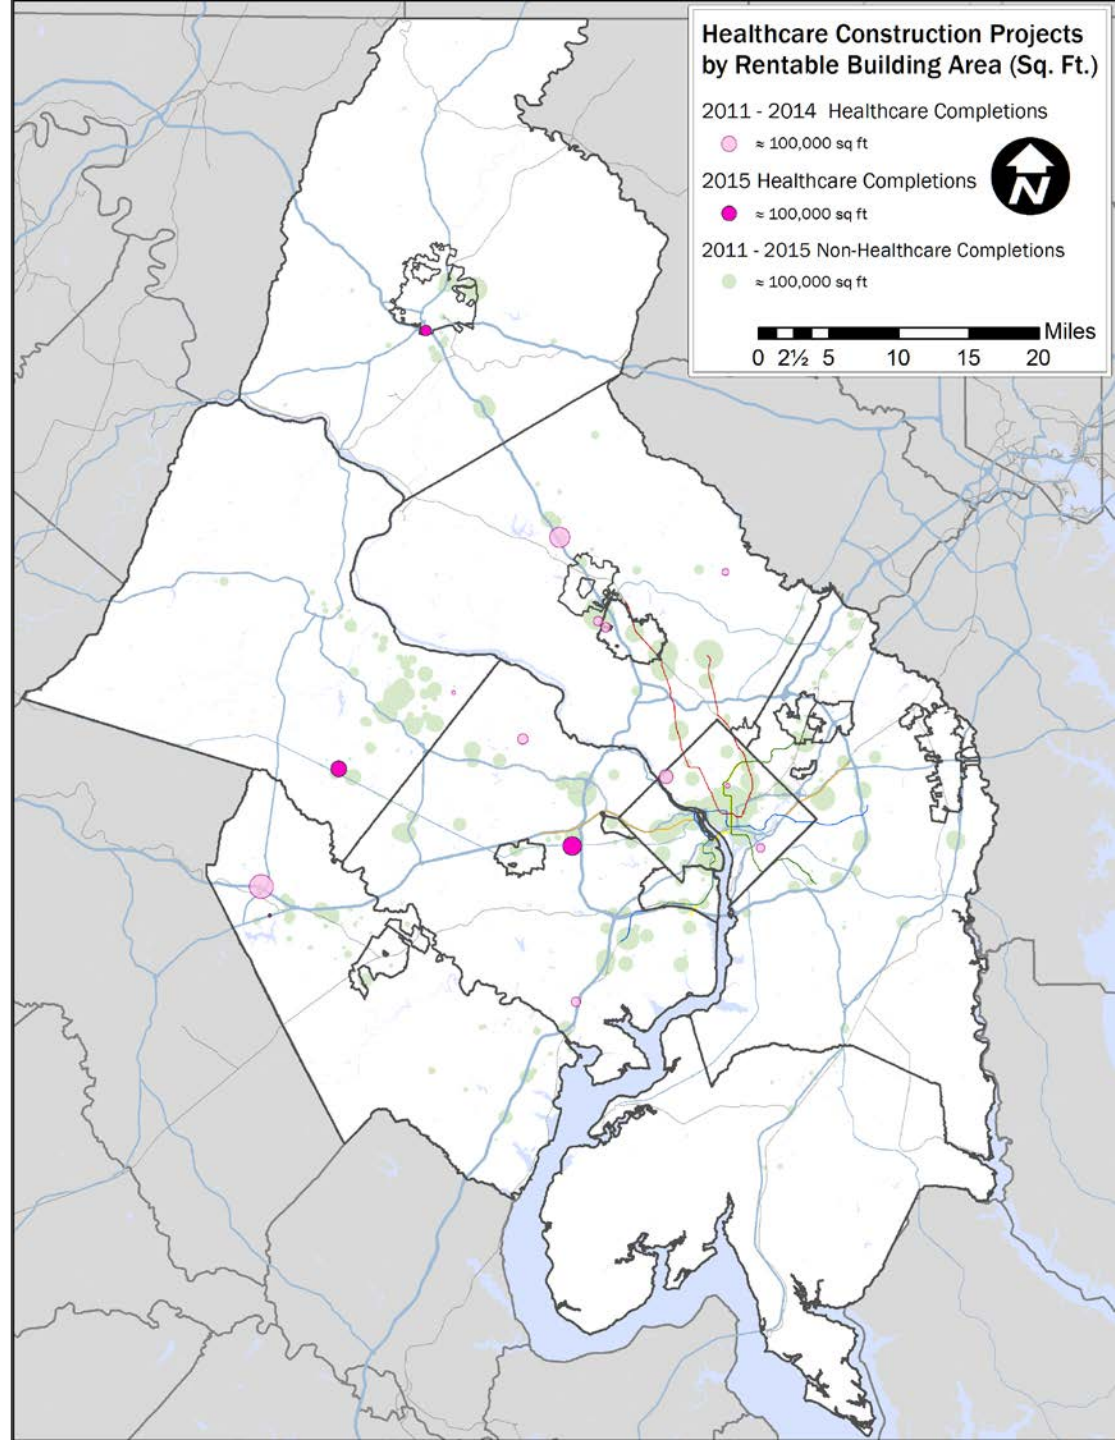 Healthcare Construction Projects
by Rentable Building Area (Sq. Ft.)
2011 - 2014 Healthcare Completions
≈ 100,000 sq ft
2015 Healthcare Completions
≈ 100,000 sq ft
2011 - 2015 Non-Healthcare Completions
≈ 100,000 sq ft
N
Miles
0 2½ 5 10 15 20